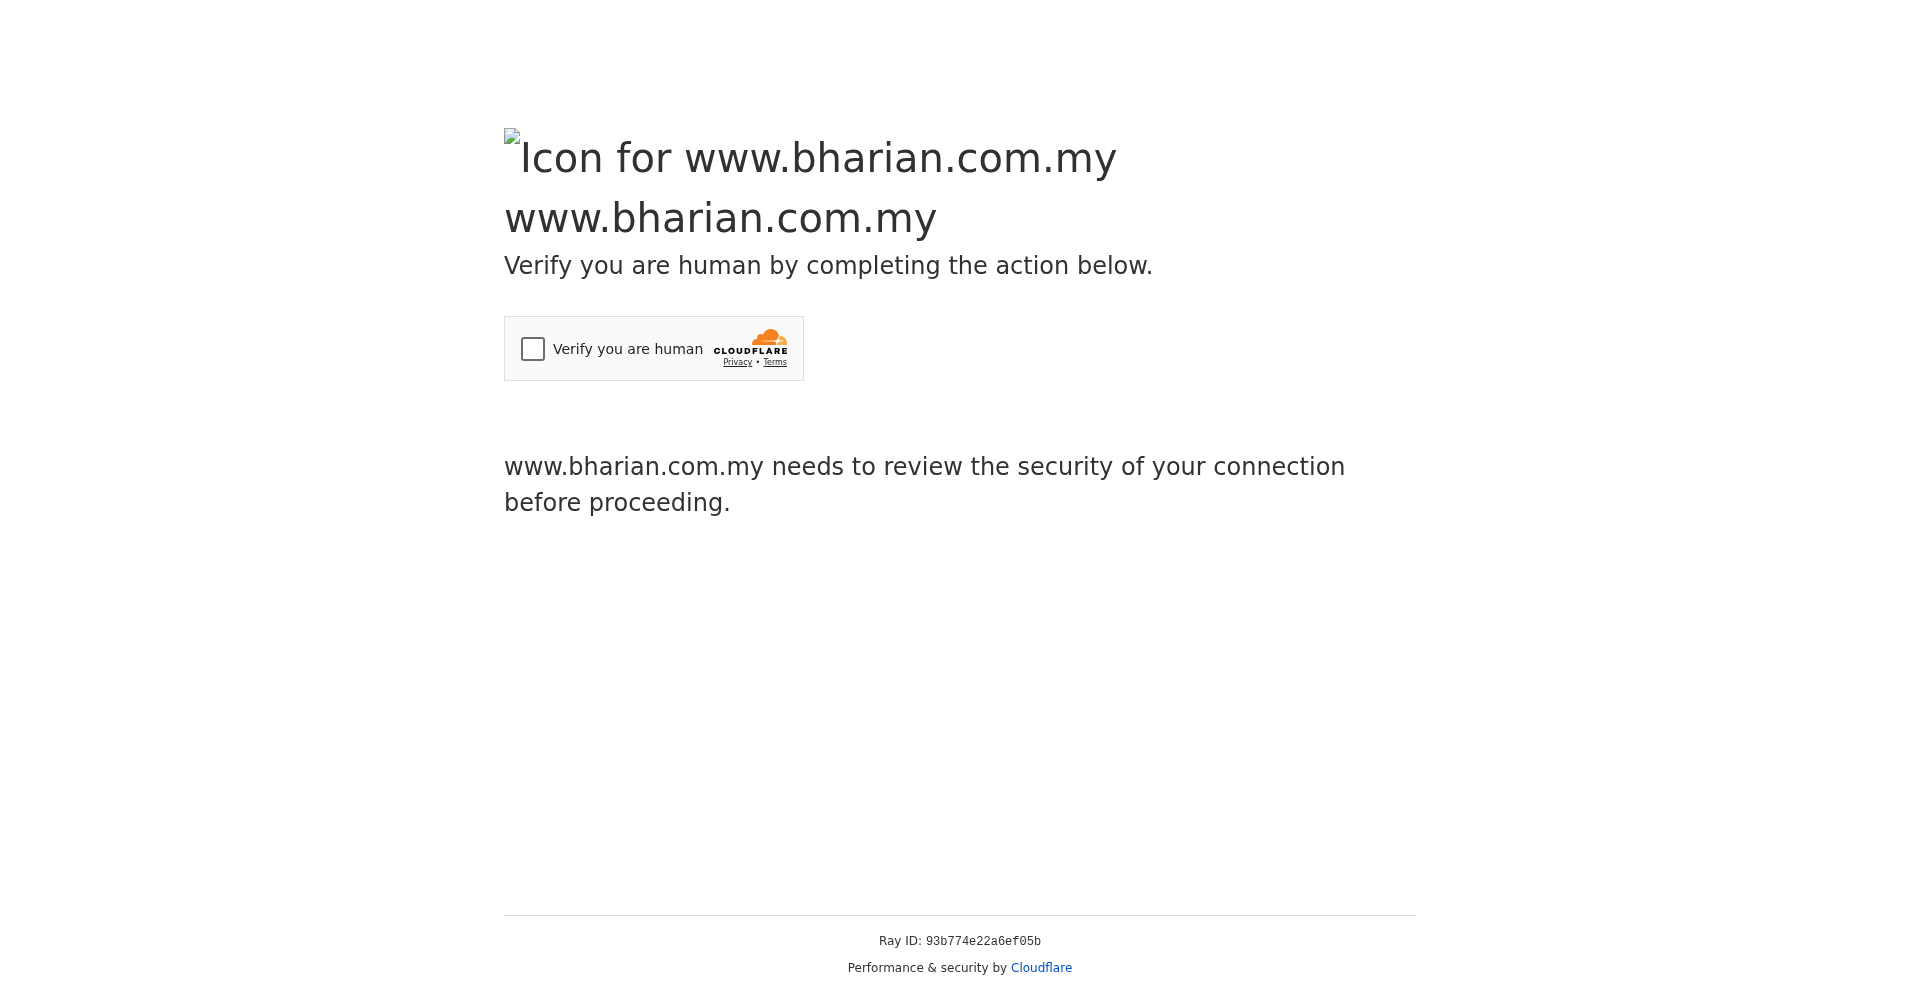 Icon for www.bharian.com.my
www.bharian.com.my
Verify you are human by completing the action below.
Verify you are human
CLOUDFLARE
Privacy • Terms
www.bharian.com.my needs to review the security of your connection
before proceeding.
Ray ID: 93b774e22a6ef05b
Performance & security by Cloudflare